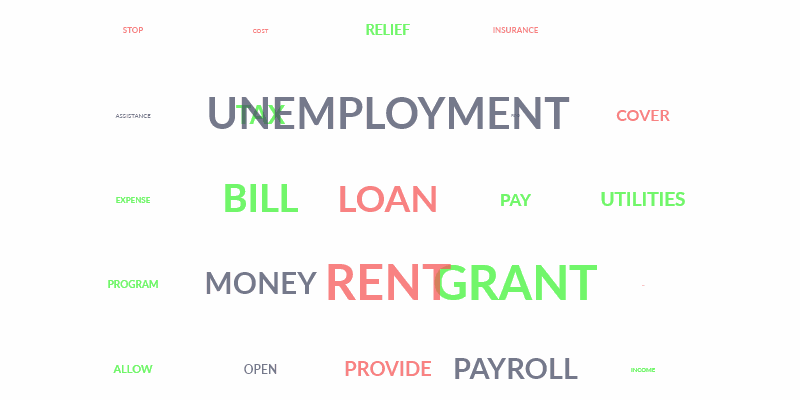 STOP COST RELIEF INSURANCE
ASSISTANCE TAX UNEMPLOYMENT COVER
EXPENSE BILL LOAN PAY UTILITIES
PROGRAM MONEY RENT GRANT
ALLOW OPEN PROVIDE PAYROLL INCOME